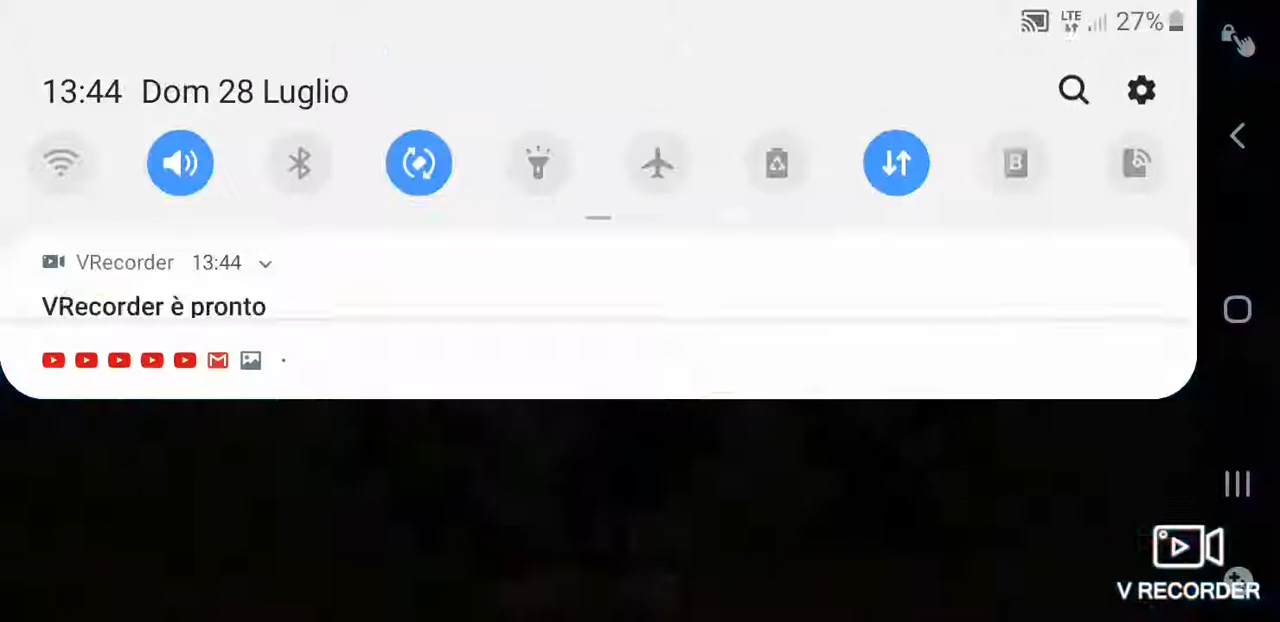 LTE 27%
13:44 Dom 28 Luglio
B
VRecorder 13:44
VRecorder è pronto
V RECORDER